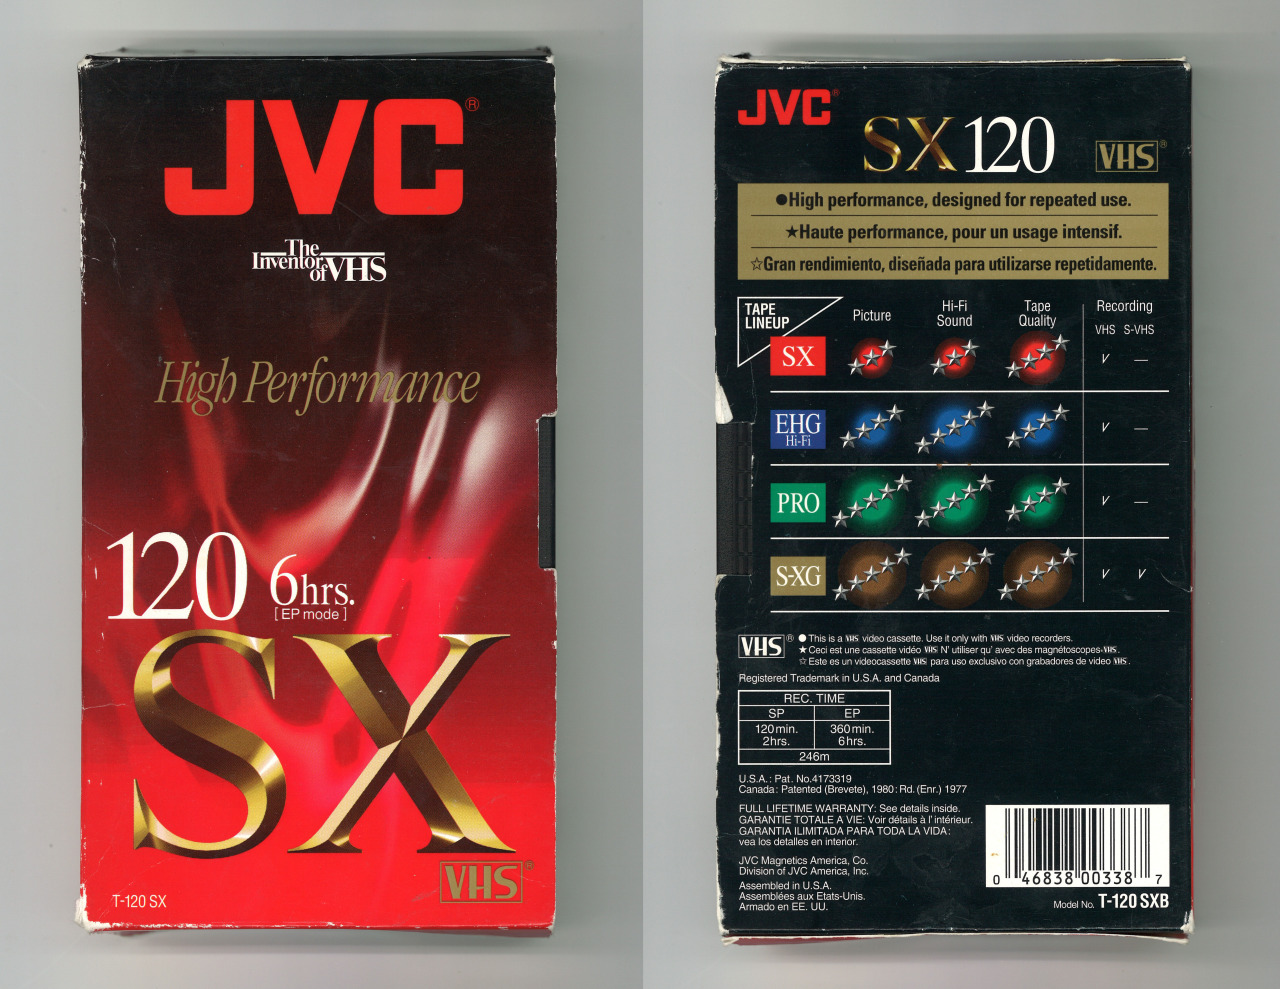 JVC®
The
Inventor
of VHS
High Performance
120 6hrs.
[EP mode]
SX
VHS®
T-120 SX
JVC®
SX 120
VHS®
●High performance, designed for repeated use.
★Haute performance, pour un usage intensif.
☆Gran rendimiento, diseñada para utilizarse repetidamente.
TAPE
LINEUP
Picture
Hi-Fi
Sound
Tape
Quality
Recording
VHS S-VHS
SX ★★★ ★★★ ★★★★ √ —
EHG
Hi-Fi
★★★★ ★★★★★ ★★★★ √ —
PRO ★★★★★ ★★★★★ ★★★★ √ —
S-XG ★★★★★ ★★★★★ ★★★★★ √ √
VHS® ● This is a VHS video cassette. Use it only with VHS video recorders.
★ Ceci est une cassette vidéo VHS N' utiliser qu' avec des magnétoscopes-VHS.
☆ Este es un videocassette VHS para uso exclusivo con grabadores de video VHS.
Registered Trademark in U.S.A. and Canada
REC. TIME
SP EP
120min. 360min.
2hrs. 6hrs.
246m
U.S.A.: Pat. No.4173319
Canada: Patented (Brevete), 1980: Rd. (Enr.) 1977
FULL LIFETIME WARRANTY: See details inside.
GARANTIE TOTALE A VIE: Voir détails à l' intérieur.
GARANTIA ILIMITADA PARA TODA LA VIDA:
vea los detalles en interior.
JVC Magnetics America, Co.
Division of JVC America, Inc.
Assembled in U.S.A.
Assemblées aux Etats-Unis.
Armado en EE. UU.
0 46838 00338 7
Model No. T-120 SXB